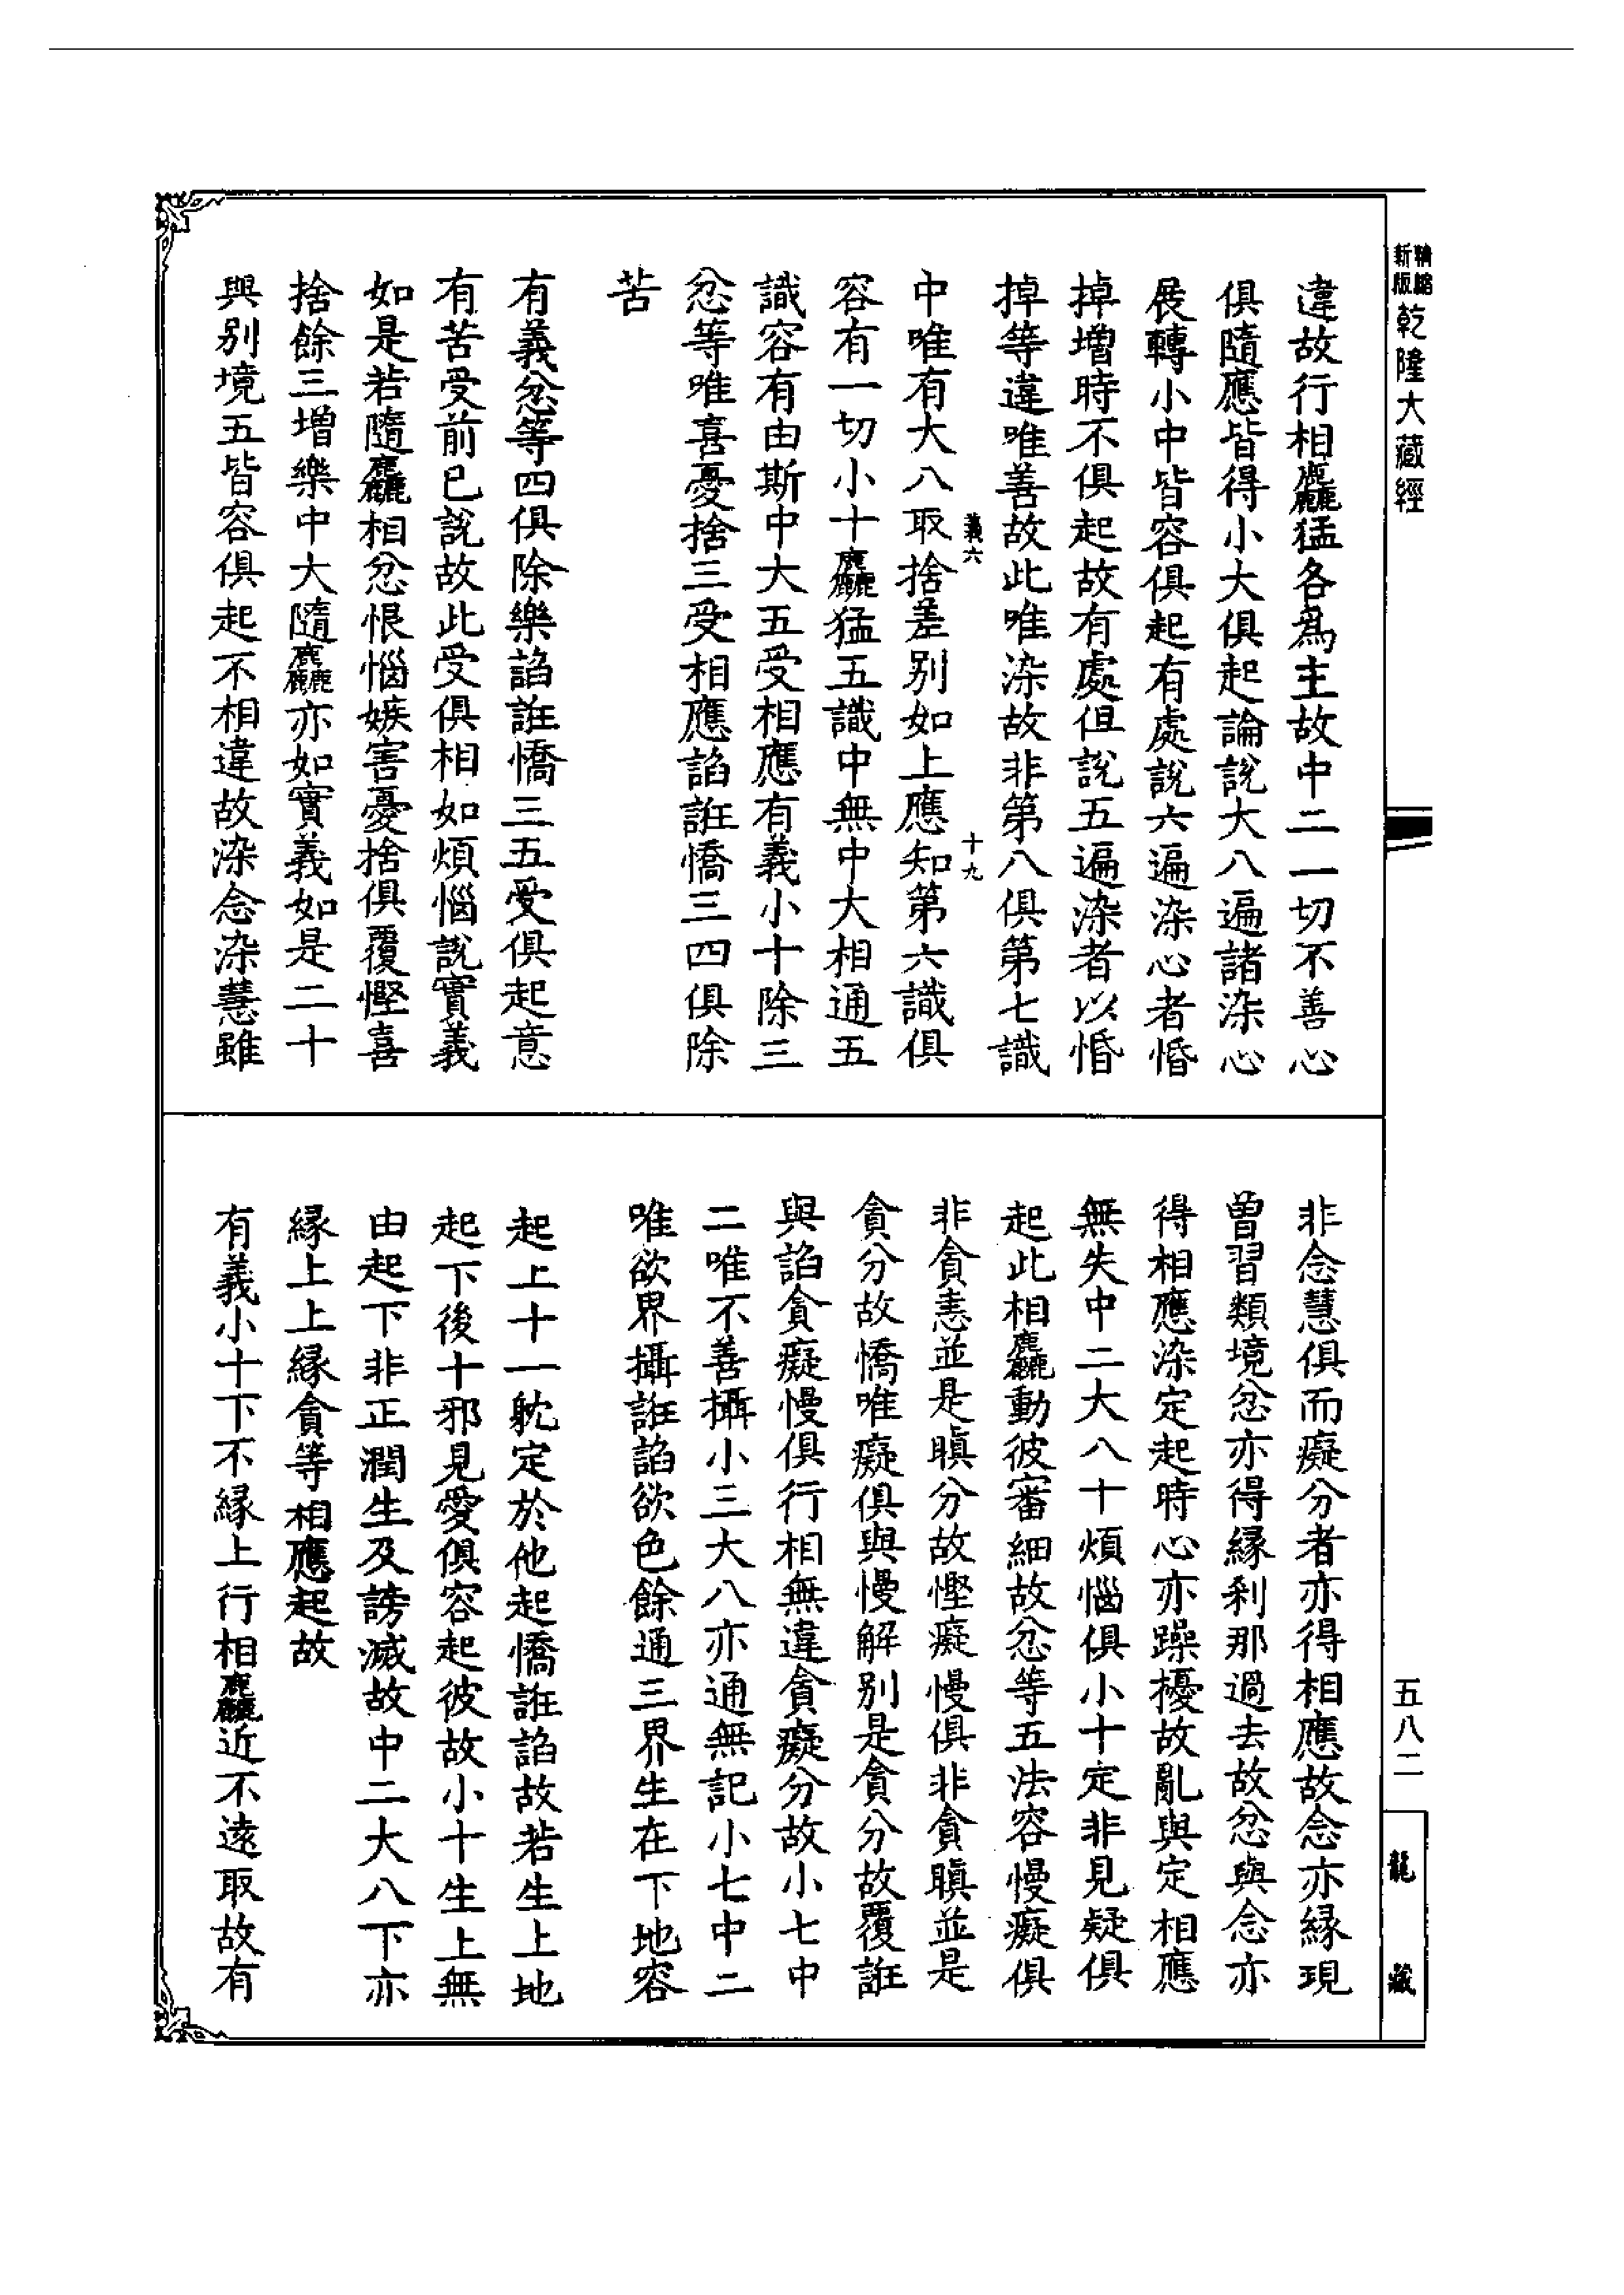 精縮新版乾隆大藏經
違故行相麤猛各爲主故中二一切不善心
俱隨應皆得小大俱起論說大八遍諸染心
展轉小中皆容俱起有處說六遍染心者惛
掉增時不俱起故有處但說五遍染者以惛
掉等違唯善故此唯染故非第八俱第七識
義六 十九
中唯有大八取捨差別如上應知第六識俱
容有一切小十麤猛五識中無中大相通五
識容有由斯中大五受相應有義小十除三
忿等唯喜憂捨三受相應諂誑憍三四俱除
苦
有義忿等四俱除樂諂誑憍三五受俱起意
有苦受前已說故此受俱相如煩惱說實義
如是若隨麤相忿恨惱嫉害憂捨俱覆慳喜
捨餘三增樂中大隨麤亦如實義如是二十
與別境五皆容俱起不相違故染念染慧雖
非念慧俱而癡分者亦得相應故念亦緣現
曾習類境忿亦得緣刹那過去故忿與念亦
得相應染定起時心亦躁擾故亂與定相應
無失中二大八十煩惱俱小十定非見疑俱
起此相麤動彼審細故忿等五法容慢癡俱
非貪恚並是瞋分故慳癡慢俱非貪瞋並是
貪分故憍唯癡俱與慢解別是貪分故覆誑
與諂貪癡慢俱行相無違貪癡分故小七中
二唯不善攝小三大八亦通無記小七中二
唯欲界攝誑諂欲色餘通三界生在下地容
起上十一躭定於他起憍誑諂故若生上地
起下後十邪見愛俱容起彼故小十生上無
由起下非正潤生及謗滅故中二大八下亦
緣上上緣貪等相應起故
有義小十下不緣上行相麤近不遠取故有
五八二
龍藏